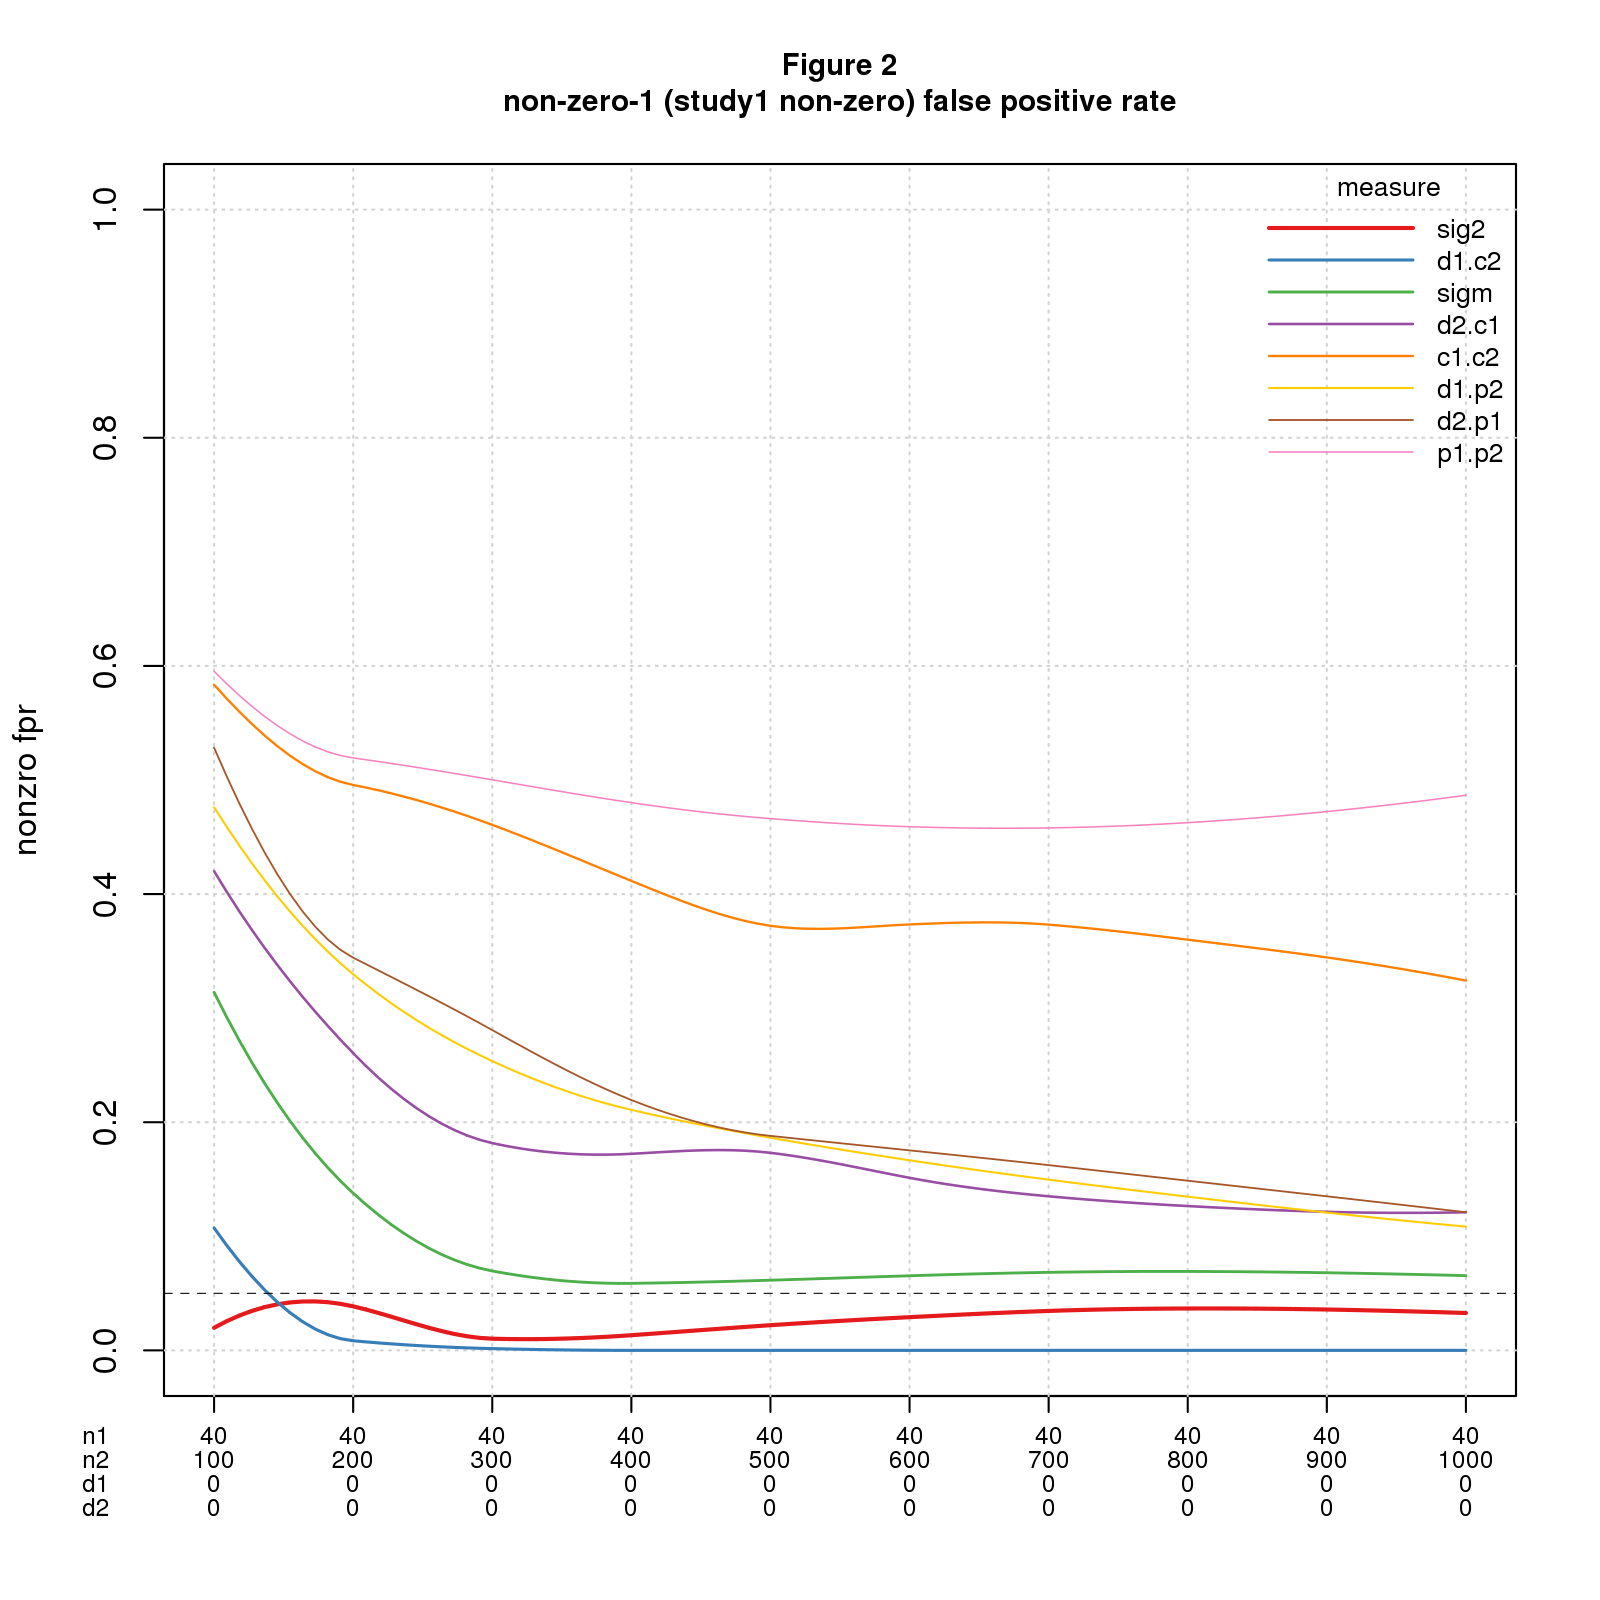 Figure 2
non-zero-1 (study1 non-zero) false positive rate
measure
sig2
d1.c2
sigm
d2.c1
c1.c2
d1.p2
d2.p1
p1.p2
nonzro fpr
1.0
0.8
0.6
0.4
0.2
0.0
n1 40 40 40 40 40 40 40 40 40 40
n2 100 200 300 400 500 600 700 800 900 1000
d1 0 0 0 0 0 0 0 0 0 0
d2 0 0 0 0 0 0 0 0 0 0